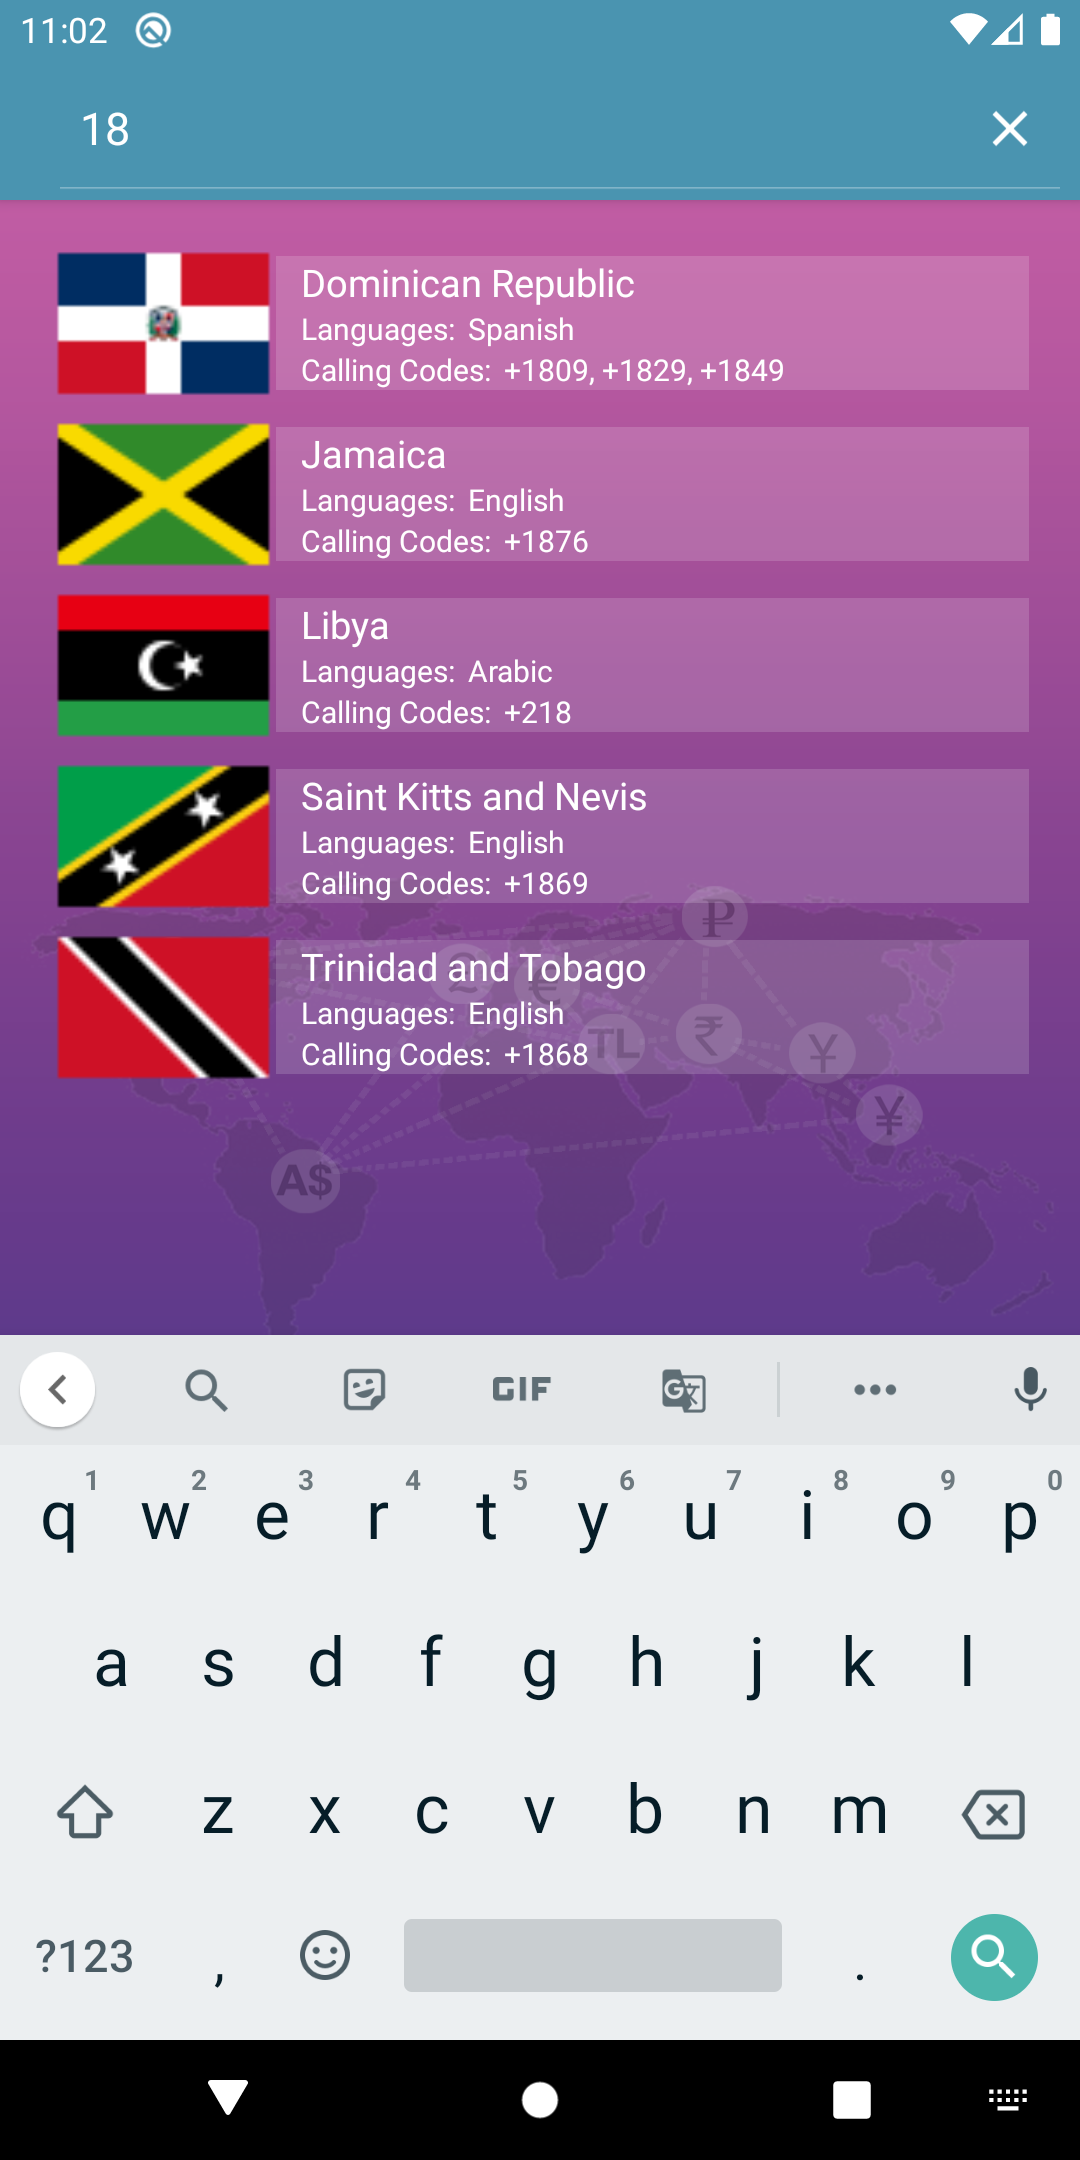 11:02
18
Dominican Republic
Languages: Spanish
Calling Codes: +1809, +1829, +1849
Jamaica
Languages: English
Calling Codes: +1876
Libya
Languages: Arabic
Calling Codes: +218
Saint Kitts and Nevis
Languages: English
Calling Codes: +1869
₽
Trinidad and Tobago
€
Languages: English
TL ₹ ¥
Calling Codes: +1868
¥
A$
GIF G
1 2 3 4 5 6 7 8 9 0
q w e r t y u i o p
a s d f g h j k l
z x c v b n m
?123 , .